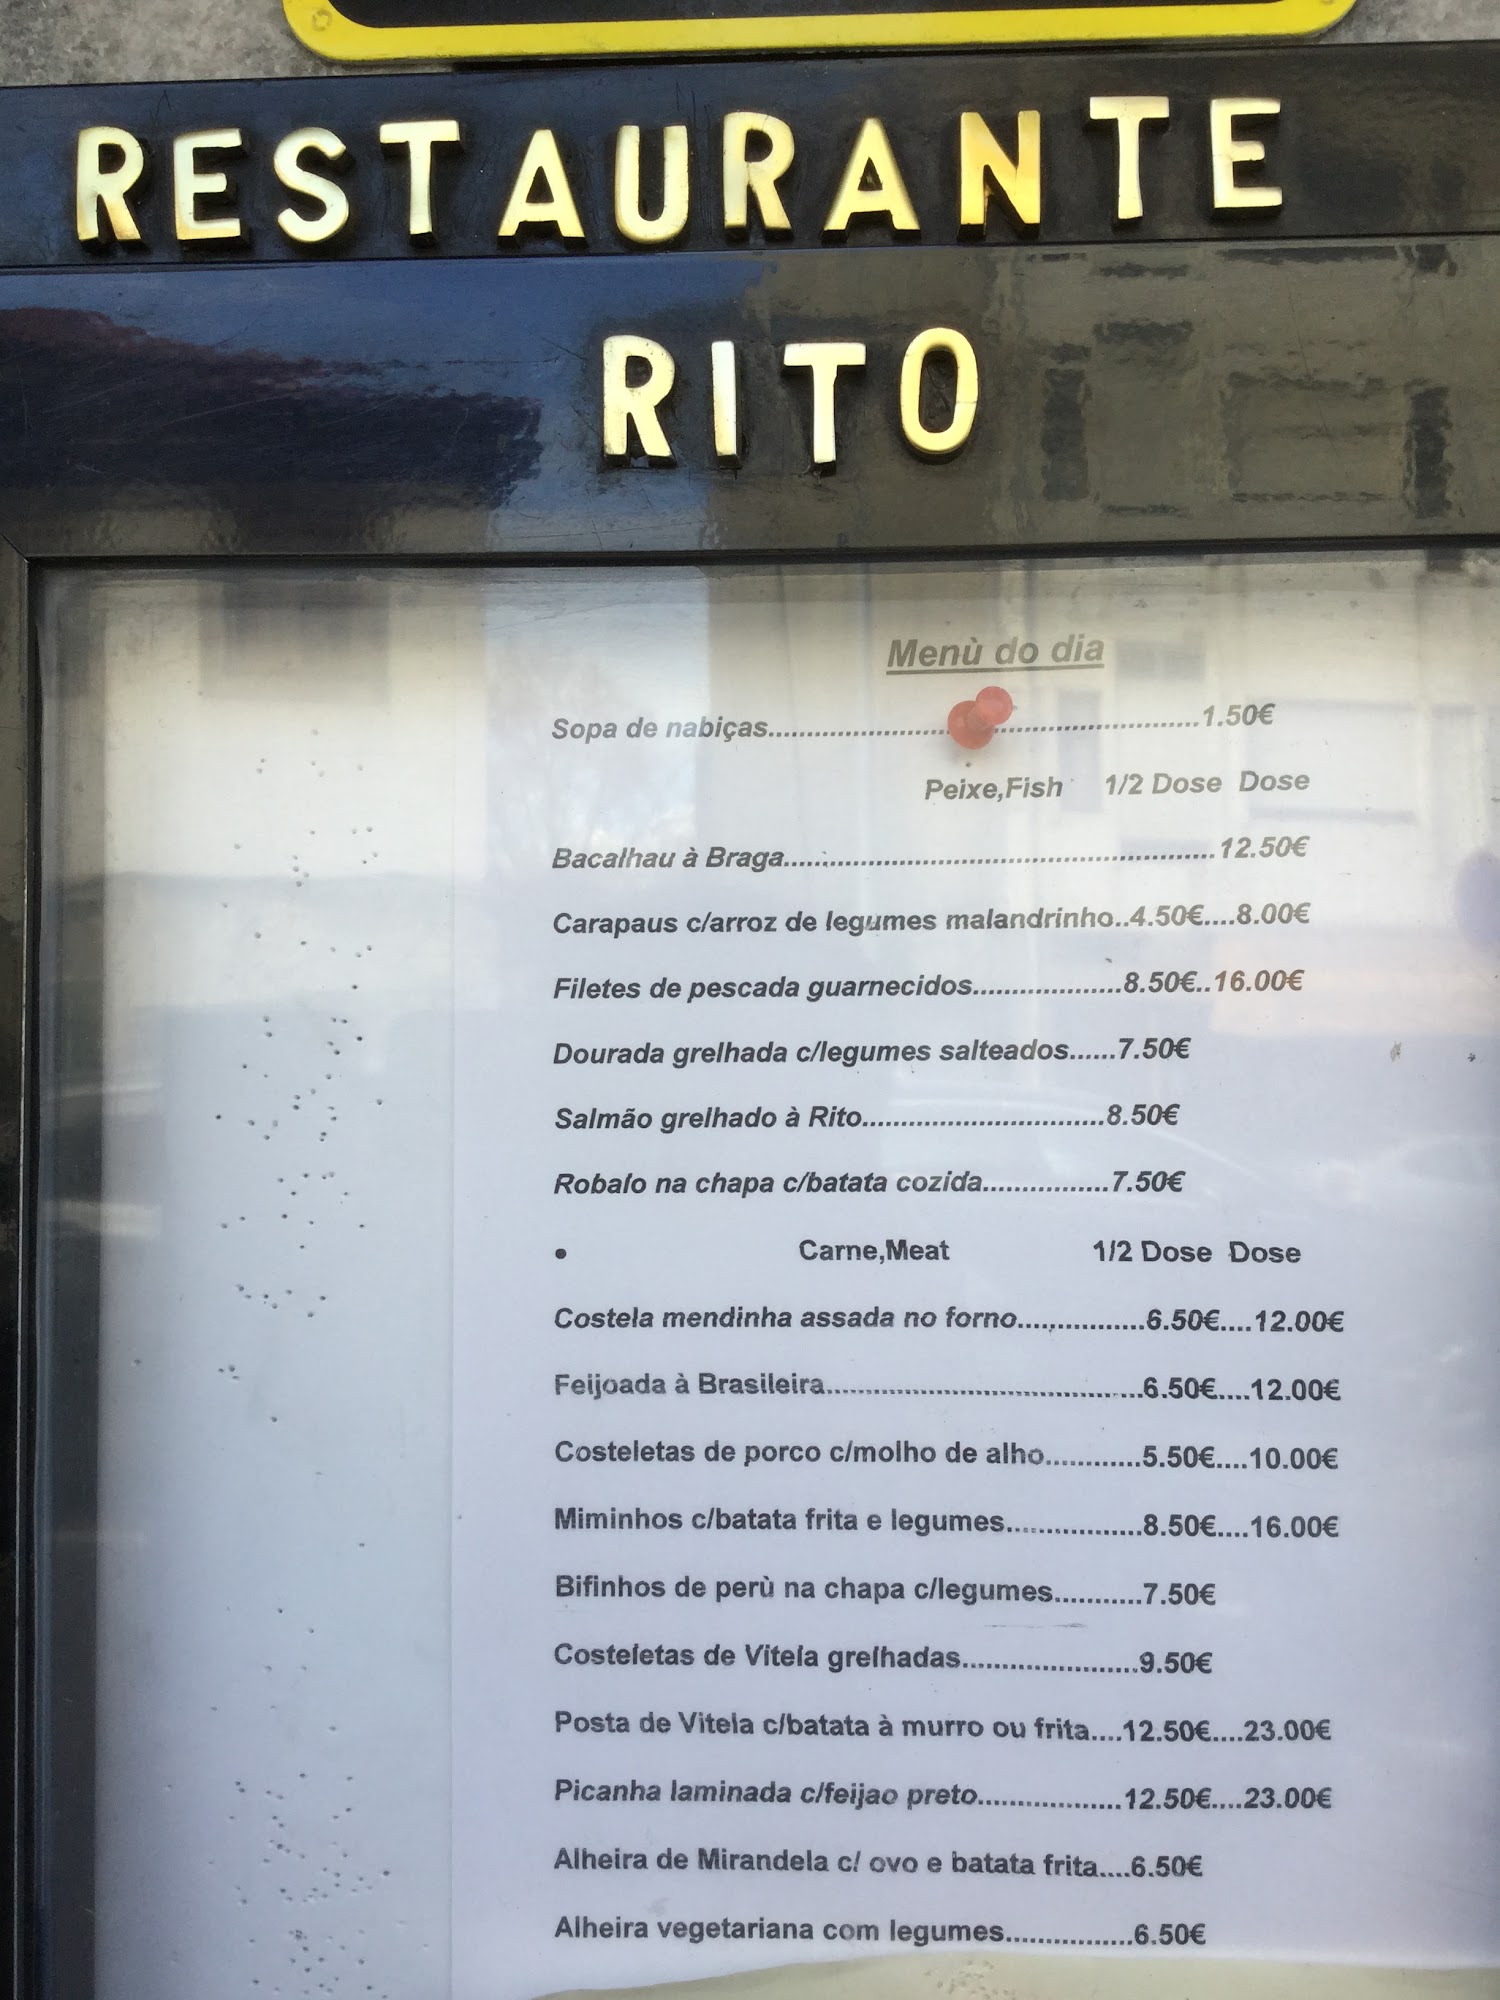 RESTAURANTE
RITO
Menù do dia
Sopa de nabiças..........................................................1.50€
Peixe,Fish 1/2 Dose Dose
Bacalhau à Braga........................................................12.50€
Carapaus c/arroz de legumes malandrinho..4.50€....8.00€
Filetes de pescada guarnecidos...................8.50€..16.00€
Dourada grelhada c/legumes salteados......7.50€
Salmão grelhado à Rito................................8.50€
Robalo na chapa c/batata cozida................7.50€
• Carne,Meat 1/2 Dose Dose
Costela mendinha assada no forno.................6.50€....12.00€
Feijoada à Brasileira.........................................6.50€....12.00€
Costeletas de porco c/molho de alho............5.50€....10.00€
Miminhos c/batata frita e legumes..................8.50€....16.00€
Bifinhos de perù na chapa c/legumes...........7.50€
Costeletas de Vitela grelhadas.......................9.50€
Posta de Vitela c/batata à murro ou frita....12.50€....23.00€
Picanha laminada c/feijao preto...................12.50€....23.00€
Alheira de Mirandela c/ ovo e batata frita....6.50€
Alheira vegetariana com legumes.................6.50€